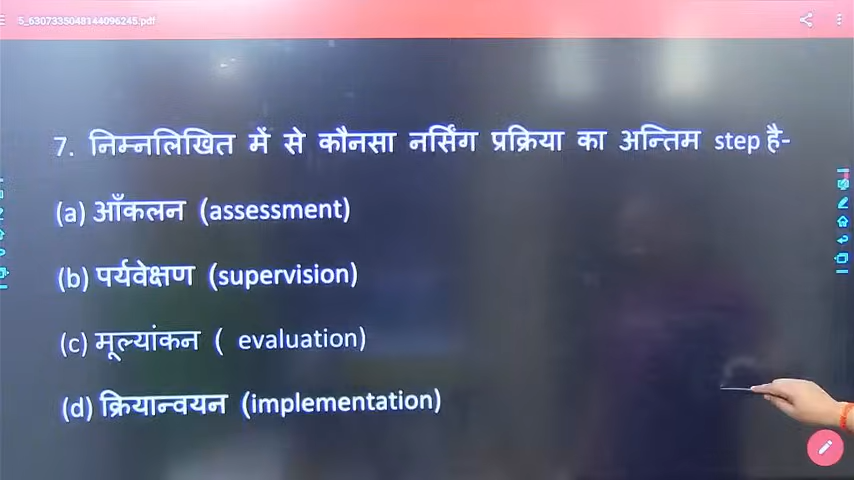 5_6307335048144096245.pdf
7. निम्नलिखित में से कौनसा नर्सिंग प्रक्रिया का अन्तिम step है-
(a) आँकलन (assessment)
(b) पर्यवेक्षण (supervision)
(c) मूल्यांकन ( evaluation)
(d) क्रियान्वयन (implementation)